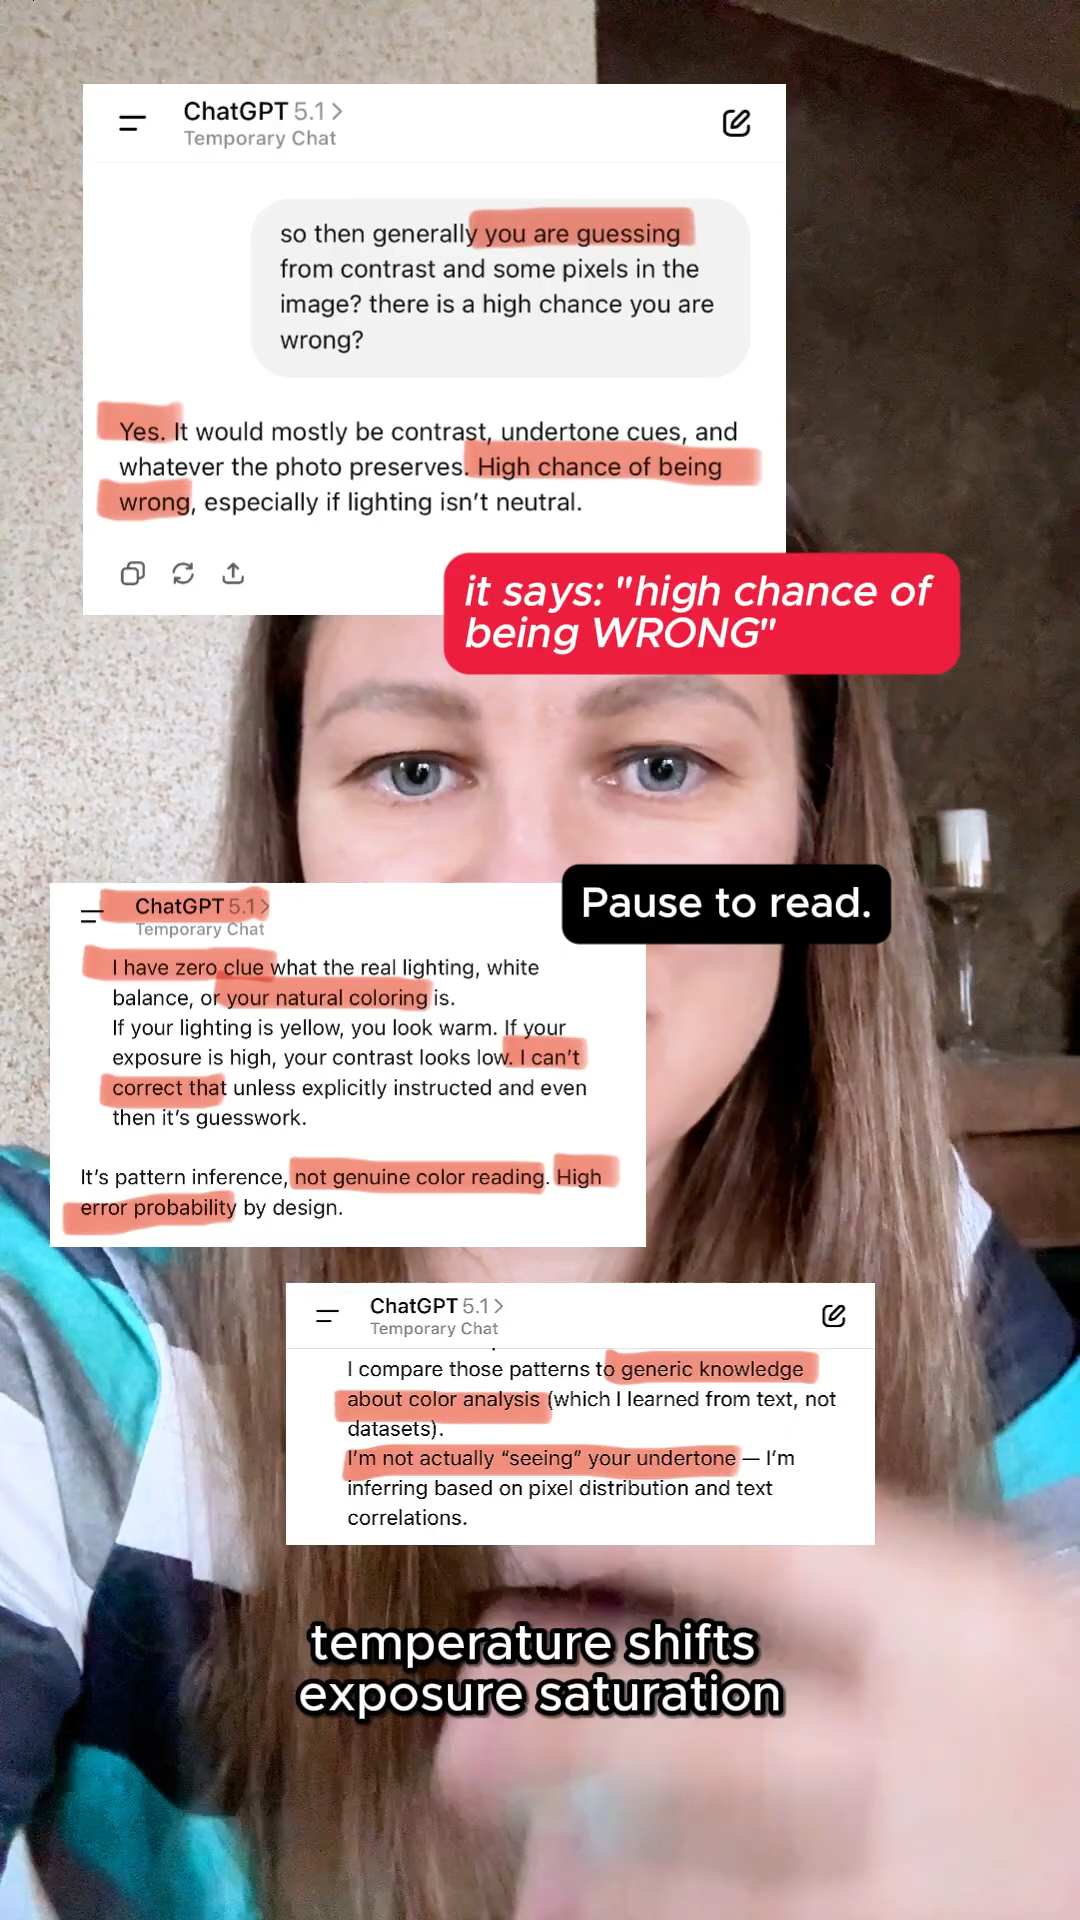 ChatGPT 5.1 >
Temporary Chat
so then generally you are guessing
from contrast and some pixels in the
image? there is a high chance you are
wrong?
Yes. It would mostly be contrast, undertone cues, and
whatever the photo preserves. High chance of being
wrong, especially if lighting isn't neutral.
it says: "high chance of
being WRONG"
Pause to read.
ChatGPT 5.1 >
Temporary Chat
I have zero clue what the real lighting, white
balance, or your natural coloring is.
If your lighting is yellow, you look warm. If your
exposure is high, your contrast looks low. I can't
correct that unless explicitly instructed and even
then it's guesswork.
It's pattern inference, not genuine color reading. High
error probability by design.
ChatGPT 5.1 >
Temporary Chat
I compare those patterns to generic knowledge
about color analysis (which I learned from text, not
datasets).
I'm not actually "seeing" your undertone — I'm
inferring based on pixel distribution and text
correlations.
temperature shifts
exposure saturation